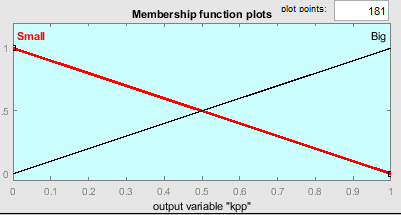 plot points: 181
Membership function plots
Small Big
1
.5
0
0 0.1 0.2 0.3 0.4 0.5 0.6 0.7 0.8 0.9 1
output variable "kpp"